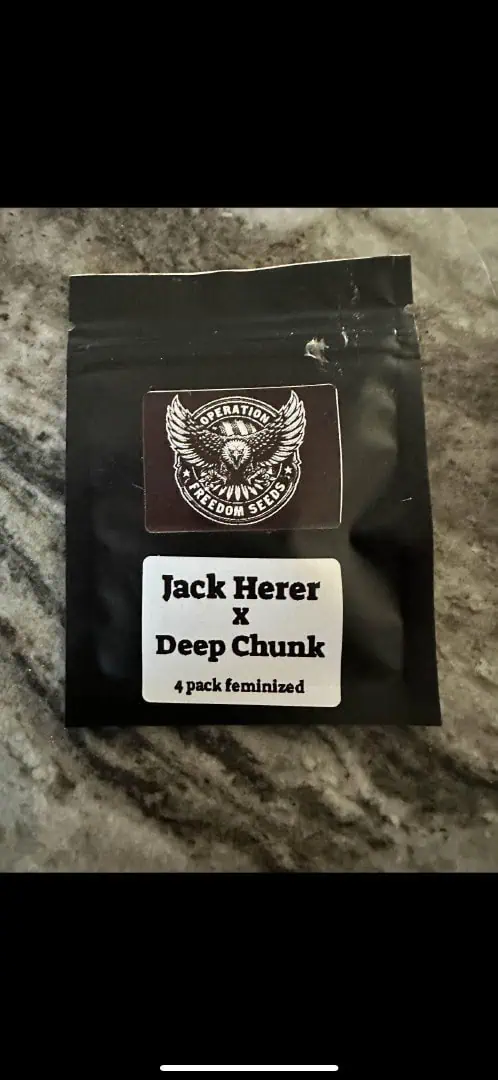 OPERATION
FREEDOM SEEDS
Jack Herer
X
Deep Chunk
4 pack feminized